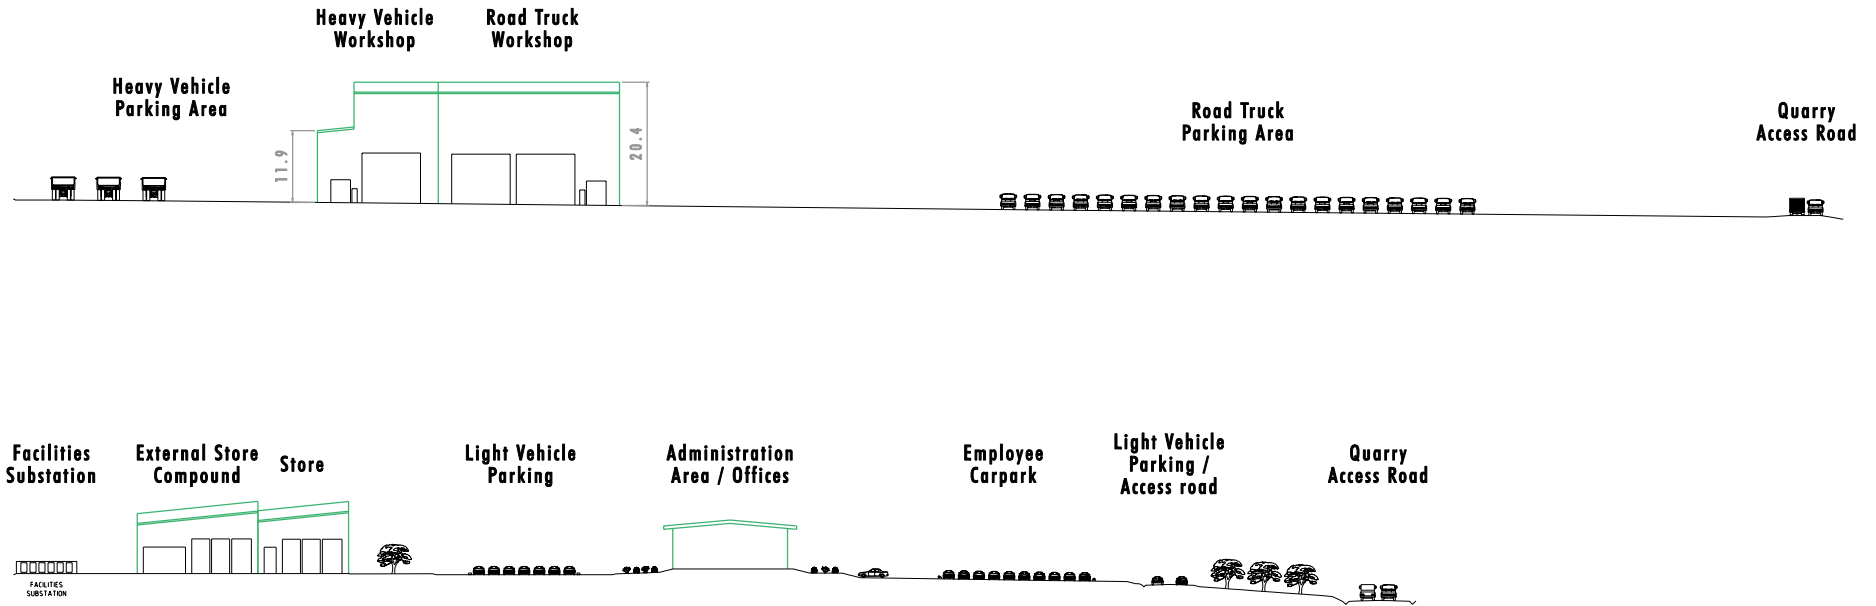 Heavy Vehicle
Workshop
Road Truck
Workshop
Heavy Vehicle
Parking Area
Road Truck
Parking Area
Quarry
Access Road
11.9
20.4
Facilities
Substation
External Store
Compound
Store
Light Vehicle
Parking
Administration
Area / Offices
Employee
Carpark
Light Vehicle
Parking /
Access road
Quarry
Access Road
FACILITIES
SUBSTATION